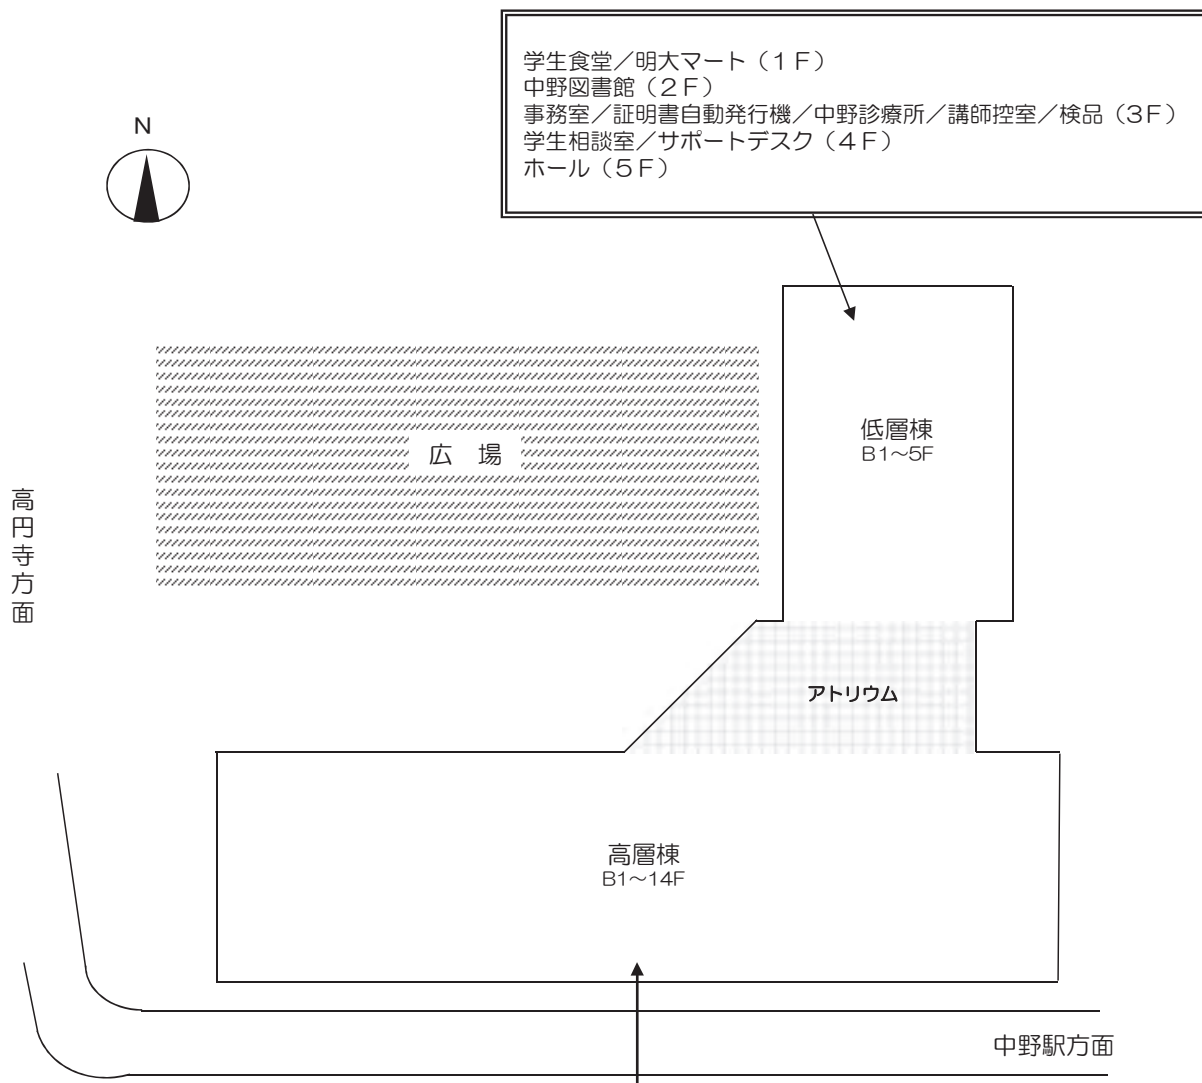 学生食堂／明大マート（１Ｆ）
中野図書館（２Ｆ）
事務室／証明書自動発行機／中野診療所／講師控室／検品（３Ｆ）
学生相談室／サポートデスク（４Ｆ）
ホール（５Ｆ）
N
低層棟
B1～5F
広　場
高円寺方面
アトリウム
高層棟
B1～14F
中野駅方面